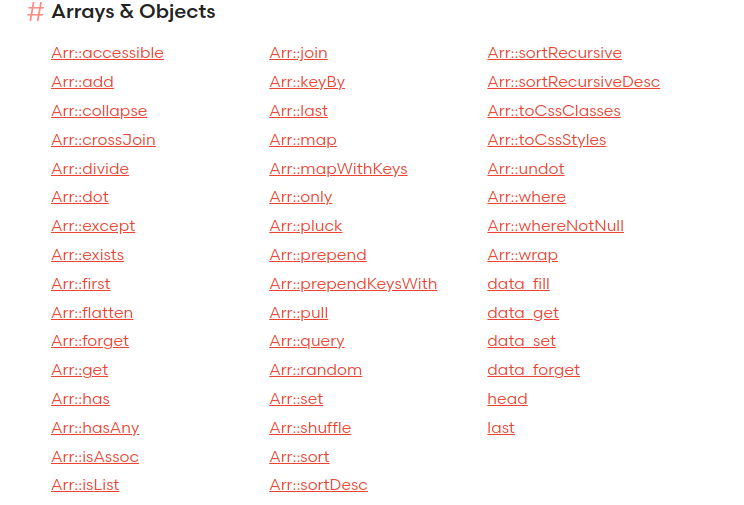 # Arrays & Objects
Arr::accessible
Arr::add
Arr::collapse
Arr::crossJoin
Arr::divide
Arr::dot
Arr::except
Arr::exists
Arr::first
Arr::flatten
Arr::forget
Arr::get
Arr::has
Arr::hasAny
Arr::isAssoc
Arr::isList
Arr::join
Arr::keyBy
Arr::last
Arr::map
Arr::mapWithKeys
Arr::only
Arr::pluck
Arr::prepend
Arr::prependKeysWith
Arr::pull
Arr::query
Arr::random
Arr::set
Arr::shuffle
Arr::sort
Arr::sortDesc
Arr::sortRecursive
Arr::sortRecursiveDesc
Arr::toCssClasses
Arr::toCssStyles
Arr::undot
Arr::where
Arr::whereNotNull
Arr::wrap
data_fill
data_get
data_set
data_forget
head
last